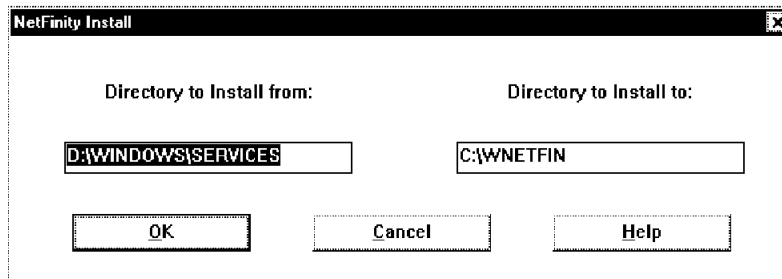 NetFinity Install
Directory to Install from:
Directory to Install to:
D:\WINDOWS\SERVICES
C:\WNETFIN
OK
Cancel
Help